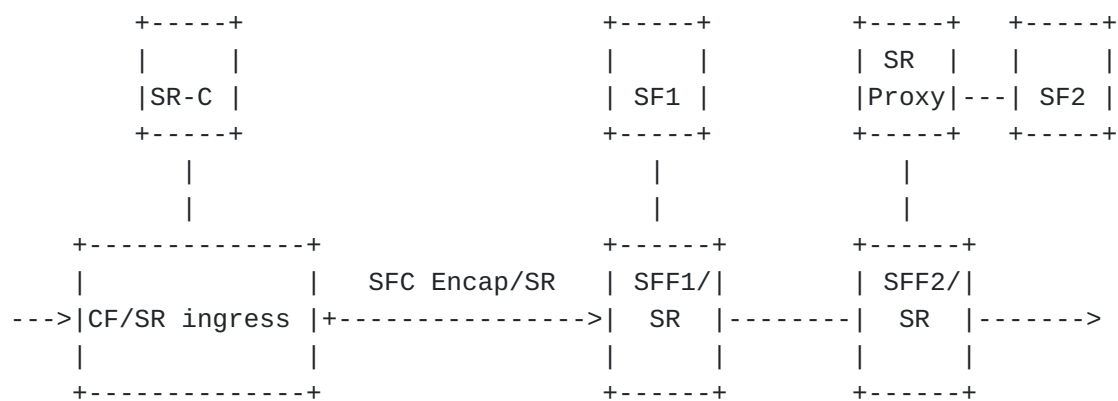 SR
SR-C SF1 Proxy SF2
SFC Encap/SR SFF1/ SFF2/
CF/SR ingress SR SR